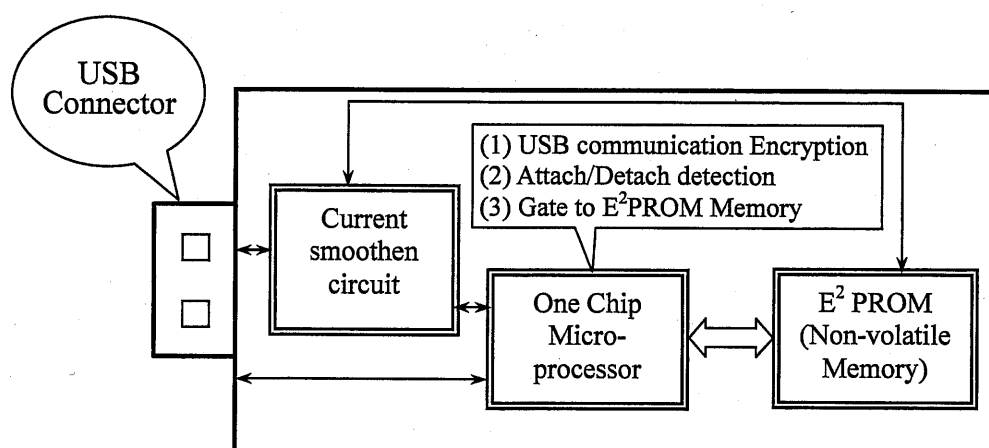 USB
Connector
(1) USB communication Encryption
(2) Attach/Detach detection
(3) Gate to E²PROM Memory
Current
smoothen
circuit
One Chip
Micro-
processor
E² PROM
(Non-volatile
Memory)